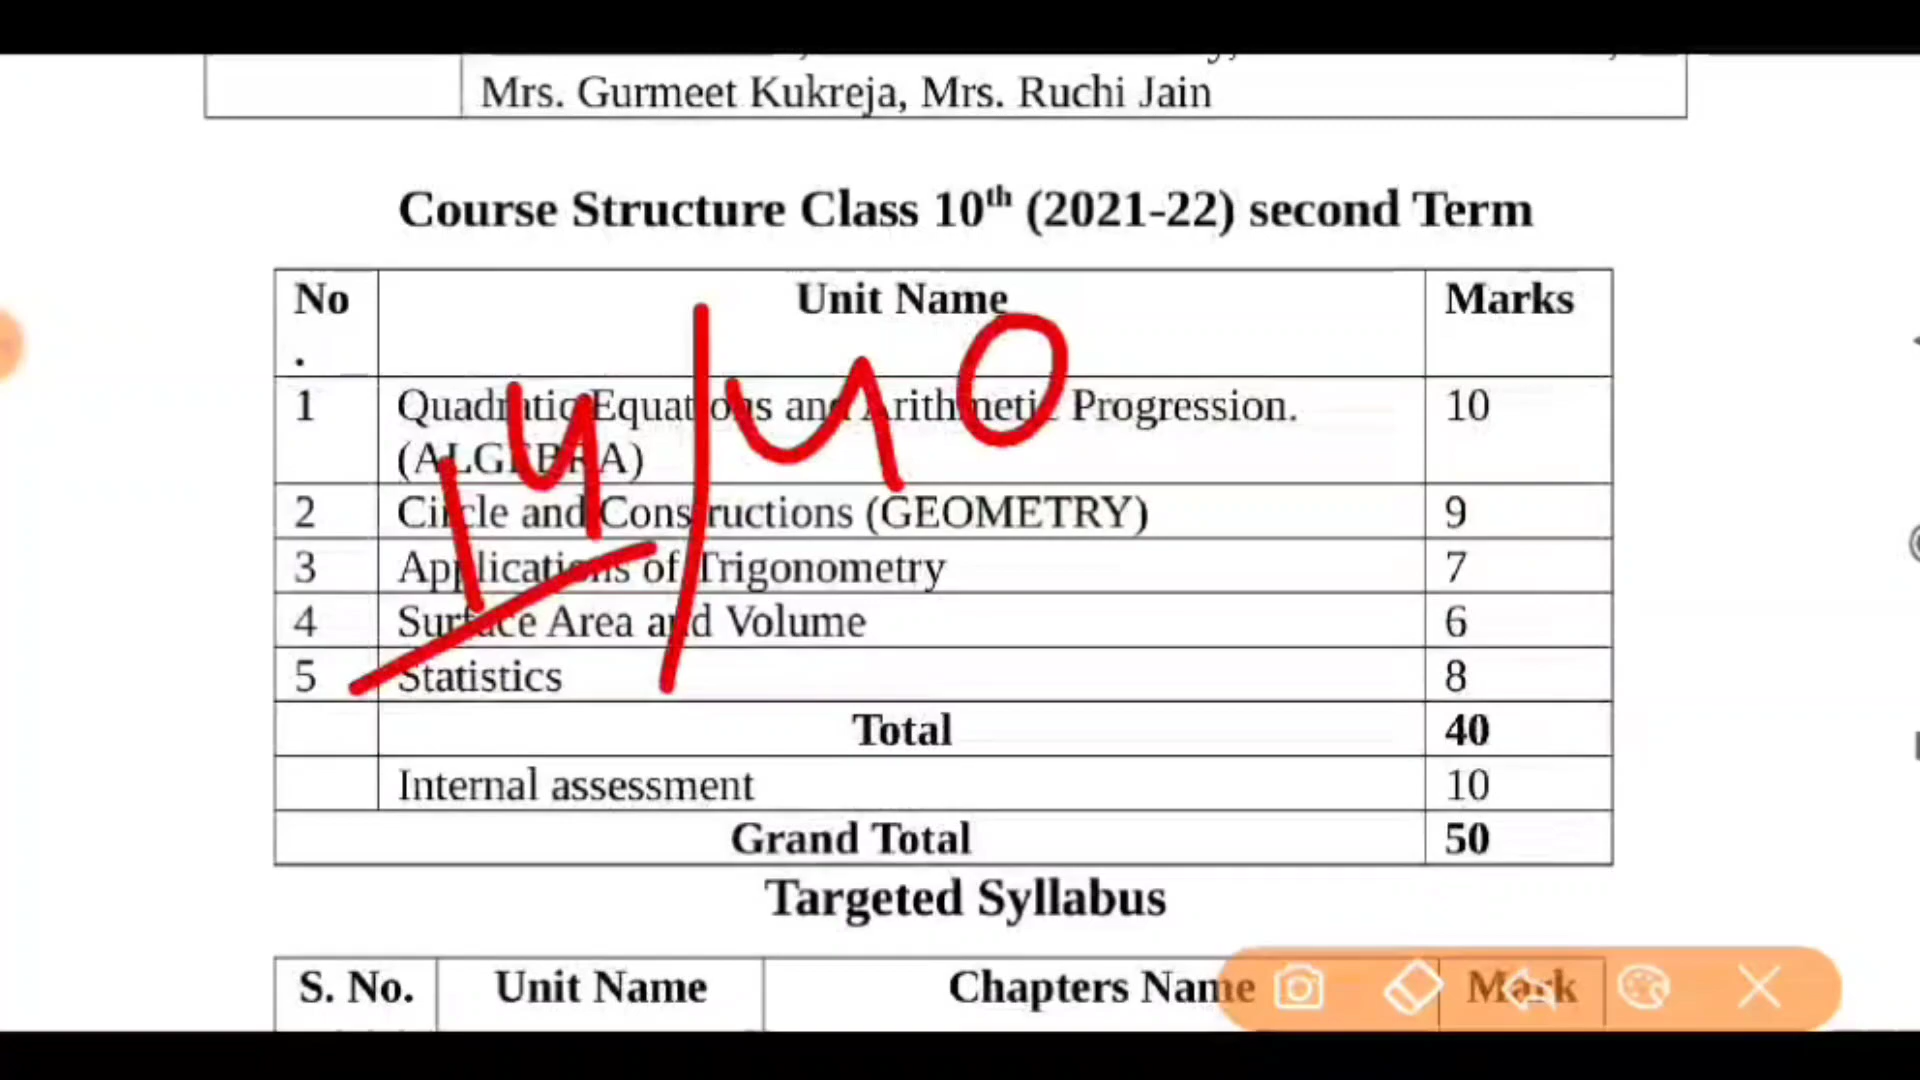 Mrs. Gurmeet Kukreja, Mrs. Ruchi Jain
Course Structure Class 10th (2021-22) second Term
No. Unit Name Marks
1 Quadratic Equations and Arithmetic Progression. (ALGEBRA) 10
2 Circle and Constructions (GEOMETRY) 9
3 Applications of Trigonometry 7
4 Surface Area and Volume 6
5 Statistics 8
Total 40
Internal assessment 10
Grand Total 50
14/40
Targeted Syllabus
S. No. Unit Name Chapters Name Mark